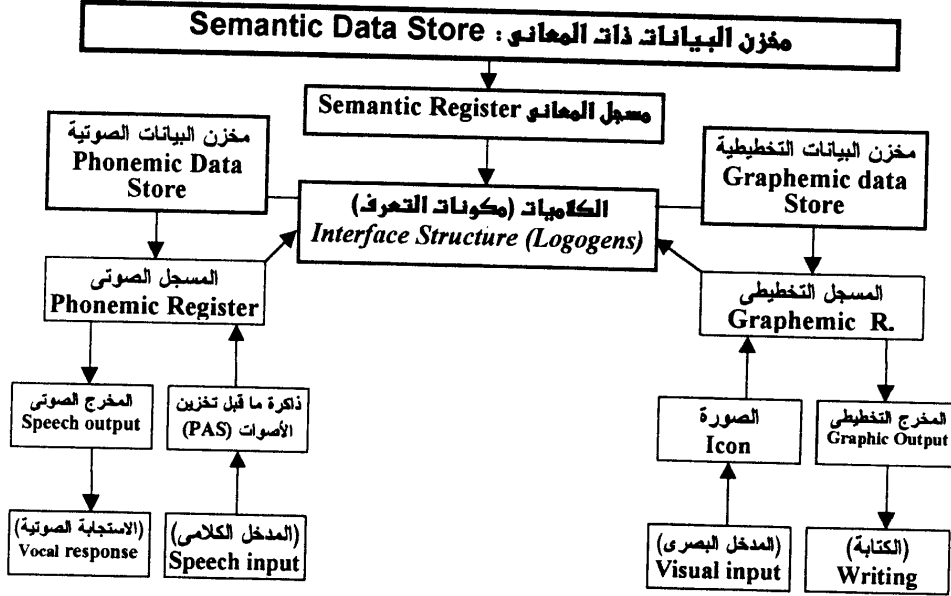 مخزن البيانات ذات المعانى : Semantic Data Store
مسجل المعانى Semantic Register
مخزن البيانات الصوتية
Phonemic Data
Store
مخزن البيانات التخطيطية
Graphemic data
Store
الكلاميات (مكونات التعرف)
Interface Structure (Logogens)
المسجل الصوتى
Phonemic Register
المسجل التخطيطى
Graphemic R.
المخرج الصوتى
Speech output
ذاكرة ما قبل تخزين
الأصوات (PAS)
الصورة
Icon
المخرج التخطيطى
Graphic Output
(الاستجابة الصوتية)
Vocal response
(المدخل الكلامى)
Speech input
(المدخل البصرى)
Visual input
(الكتابة)
Writing